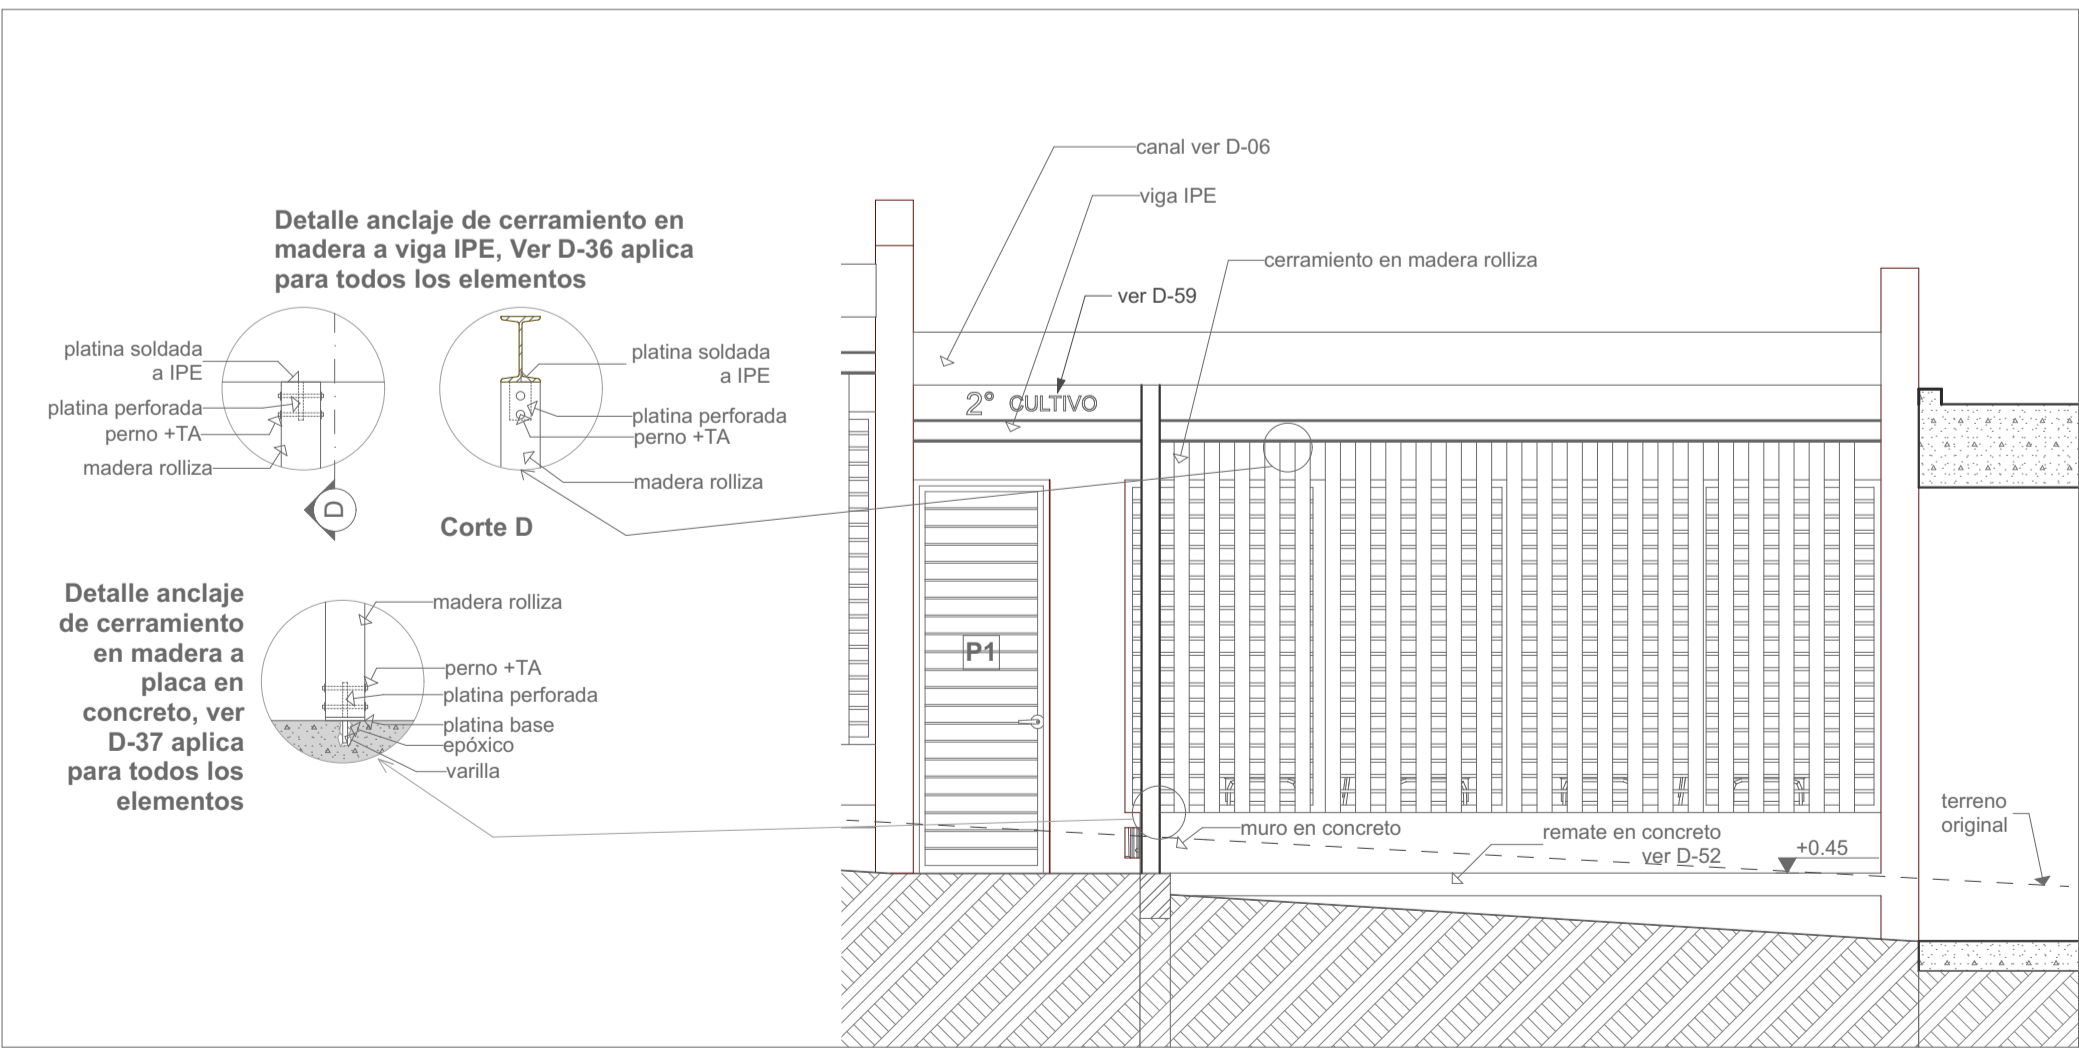 canal ver D-06
viga IPE
cerramiento en madera rolliza
ver D-59
Detalle anclaje de cerramiento en
madera a viga IPE, Ver D-36 aplica
para todos los elementos
platina soldada
a IPE
platina perforada
perno +TA
madera rolliza
D
platina soldada
a IPE
platina perforada
perno +TA
madera rolliza
Corte D
Detalle anclaje
de cerramiento
en madera a
placa en
concreto, ver
D-37 aplica
para todos los
elementos
madera rolliza
perno +TA
platina perforada
platina base
epóxico
varilla
2° CULTIVO
P1
muro en concreto
remate en concreto
ver D-52
+0.45
terreno
original